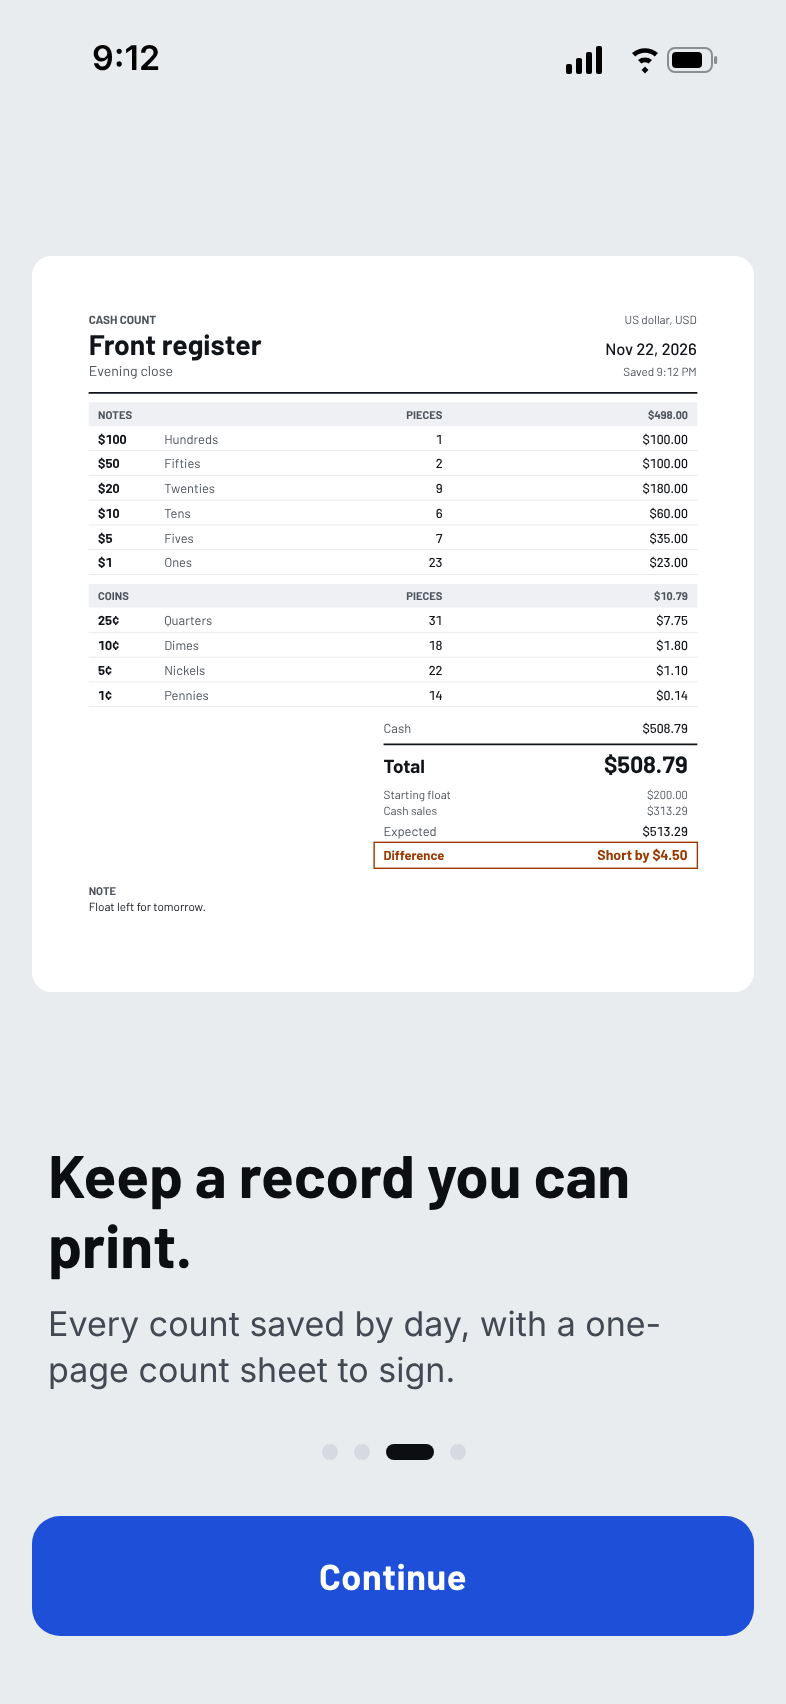 9:12
CASH COUNT US dollar, USD
Front register Nov 22, 2026
Evening close Saved 9:12 PM
NOTES PIECES $498.00
$100 Hundreds 1 $100.00
$50 Fifties 2 $100.00
$20 Twenties 9 $180.00
$10 Tens 6 $60.00
$5 Fives 7 $35.00
$1 Ones 23 $23.00
COINS PIECES $10.79
25¢ Quarters 31 $7.75
10¢ Dimes 18 $1.80
5¢ Nickels 22 $1.10
1¢ Pennies 14 $0.14
Cash $508.79
Total $508.79
Starting float $200.00
Cash sales $313.29
Expected $513.29
Difference Short by $4.50
NOTE
Float left for tomorrow.
Keep a record you can
print.
Every count saved by day, with a one-
page count sheet to sign.
Continue